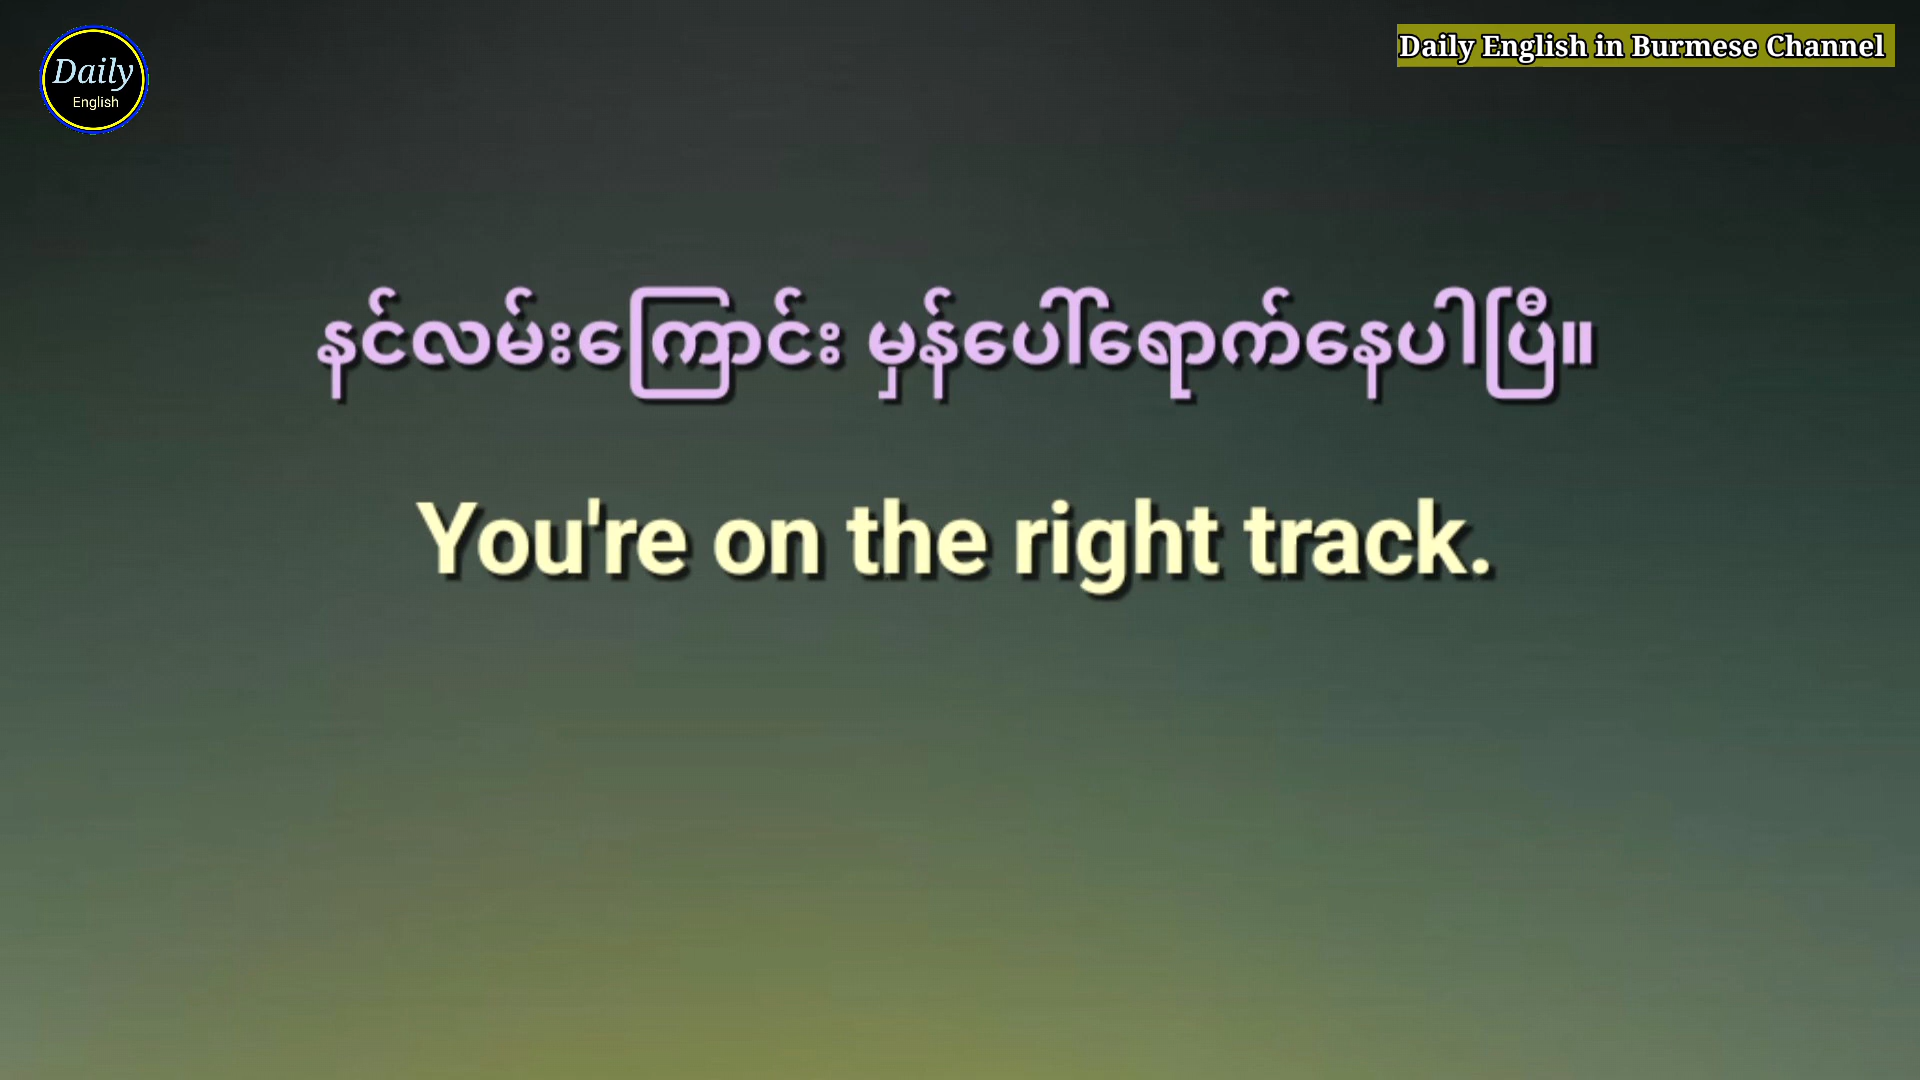 Daily
English
Daily English in Burmese Channel
နင်လမ်းကြောင်း မှန်ပေါ်ရောက်နေပါပြီ။
You're on the right track.